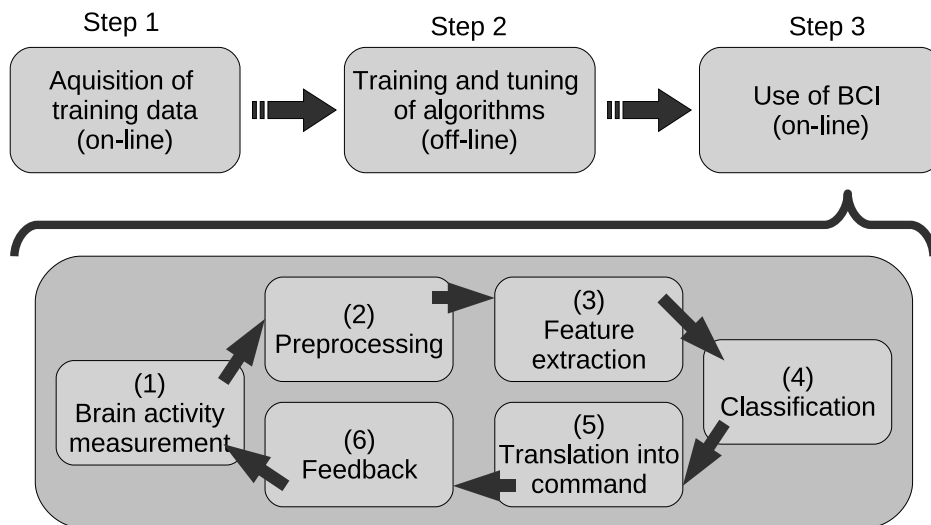 Step 1
Aquisition of
training data
(on-line)
Step 2
Training and tuning
of algorithms
(off-line)
Step 3
Use of BCI
(on-line)
(1)
Brain activity
measurement
(2)
Preprocessing
(3)
Feature
extraction
(4)
Classification
(5)
Translation into
command
(6)
Feedback